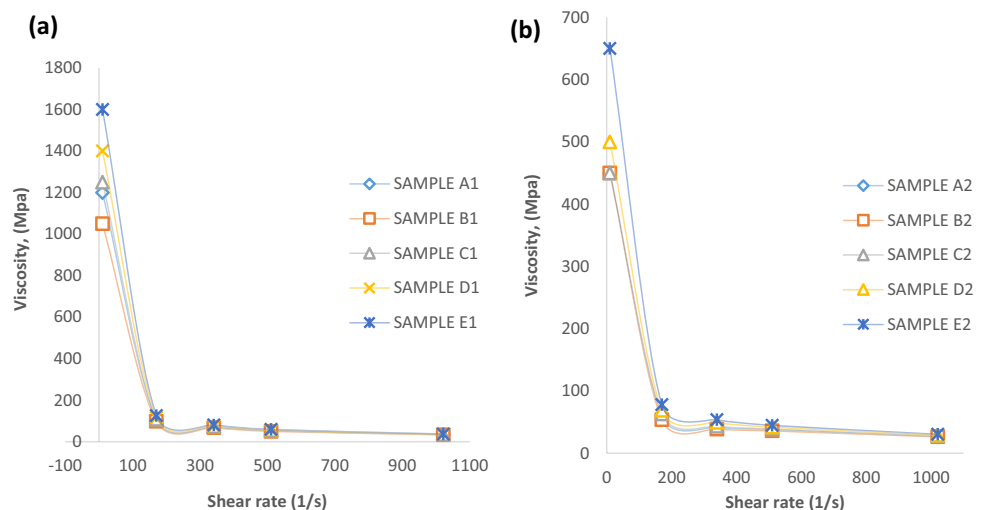 (a)
1800
1600
1400
1200
1000
800
600
400
200
0
-100 100 300 500 700 900 1100
Viscosity, (Mpa)
Shear rate (1/s)
SAMPLE A1
SAMPLE B1
SAMPLE C1
SAMPLE D1
SAMPLE E1
(b)
700
600
500
400
300
200
100
0
0 200 400 600 800 1000
Viscosity, (Mpa)
Shear rate (1/s)
SAMPLE A2
SAMPLE B2
SAMPLE C2
SAMPLE D2
SAMPLE E2